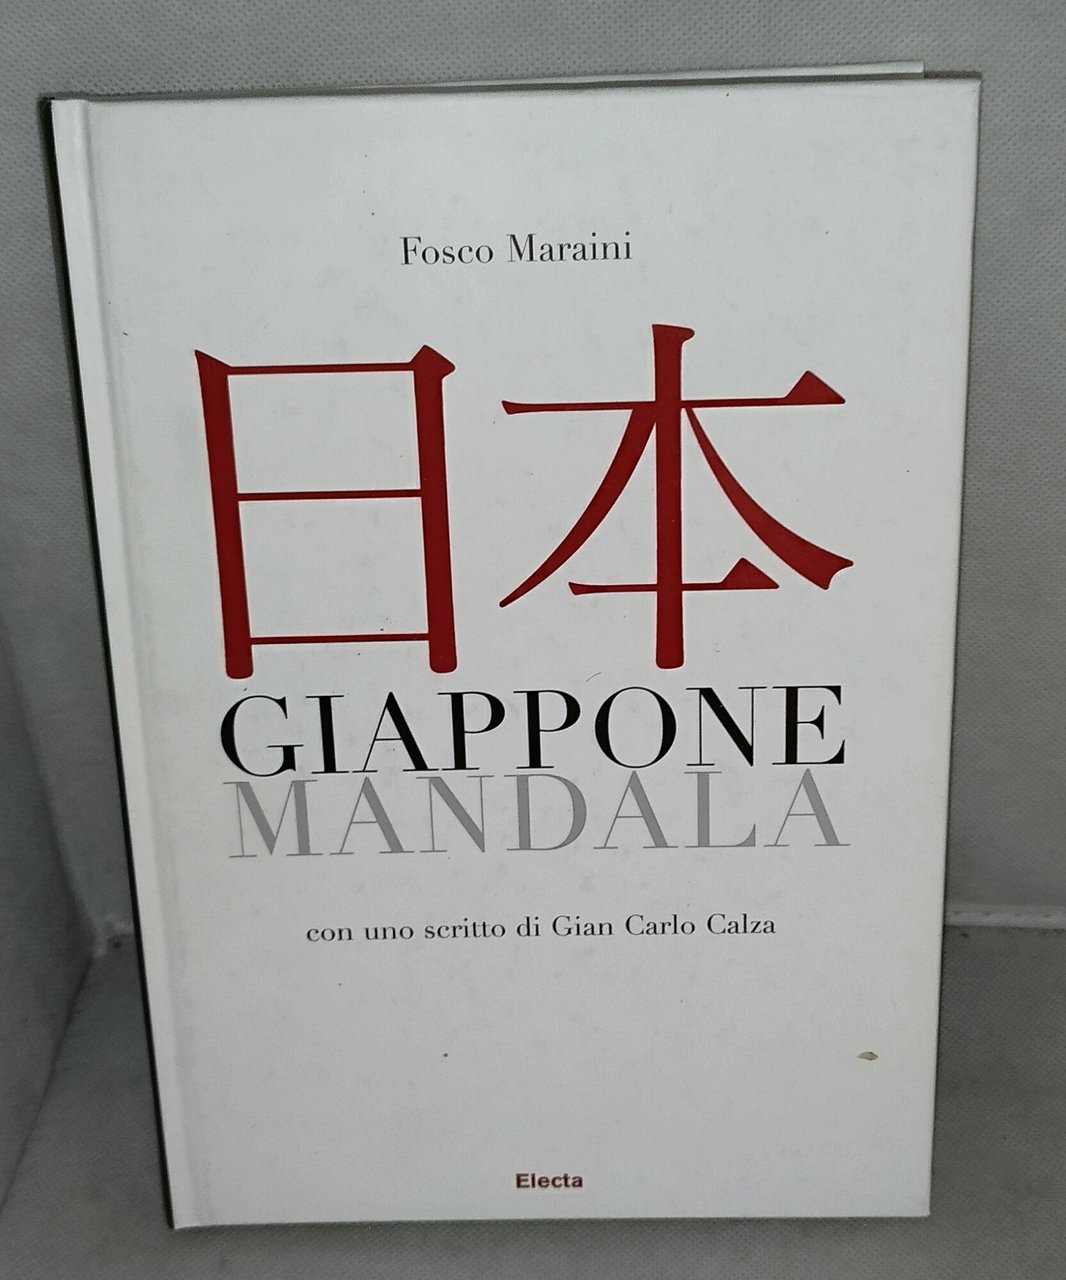 Fosco Maraini
日本
GIAPPONE
MANDALA
con uno scritto di Gian Carlo Calza
Electa